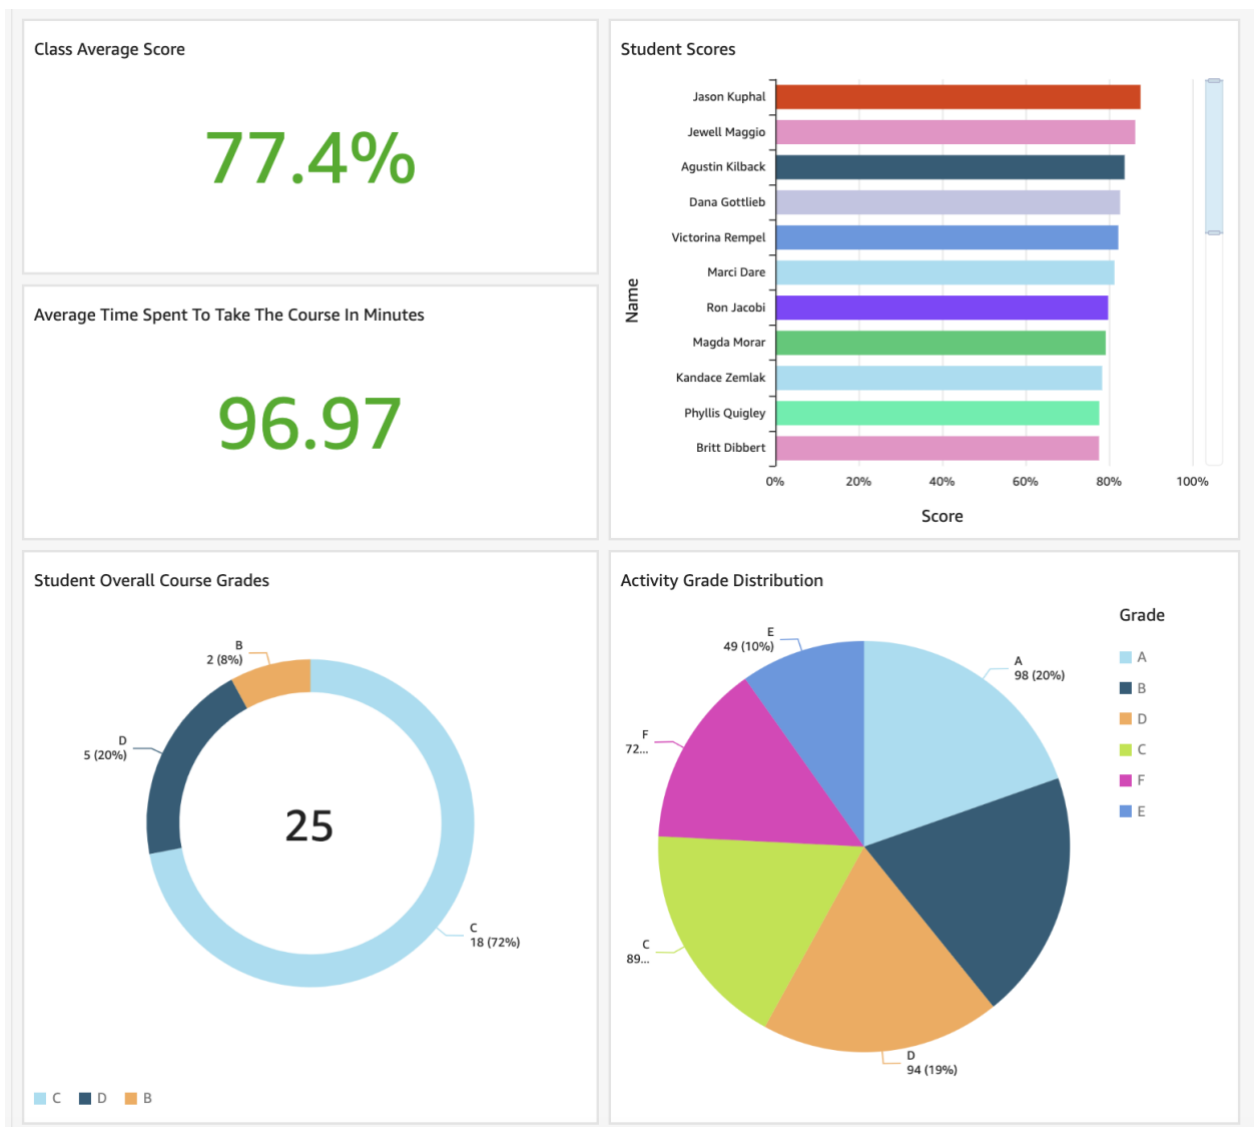 Class Average Score
77.4%
Average Time Spent To Take The Course In Minutes
96.97
Student Scores
Name
Jason Kuphal
Jewell Maggio
Agustin Kilback
Dana Gottlieb
Victorina Rempel
Marci Dare
Ron Jacobi
Magda Morar
Kandace Zemlak
Phyllis Quigley
Britt Dibbert
0% 20% 40% 60% 80% 100%
Score
Student Overall Course Grades
B
2 (8%)
D
5 (20%)
25
C
18 (72%)
C D B
Activity Grade Distribution
E
49 (10%)
A
98 (20%)
F
72...
C
89...
D
94 (19%)
Grade
A
B
D
C
F
E